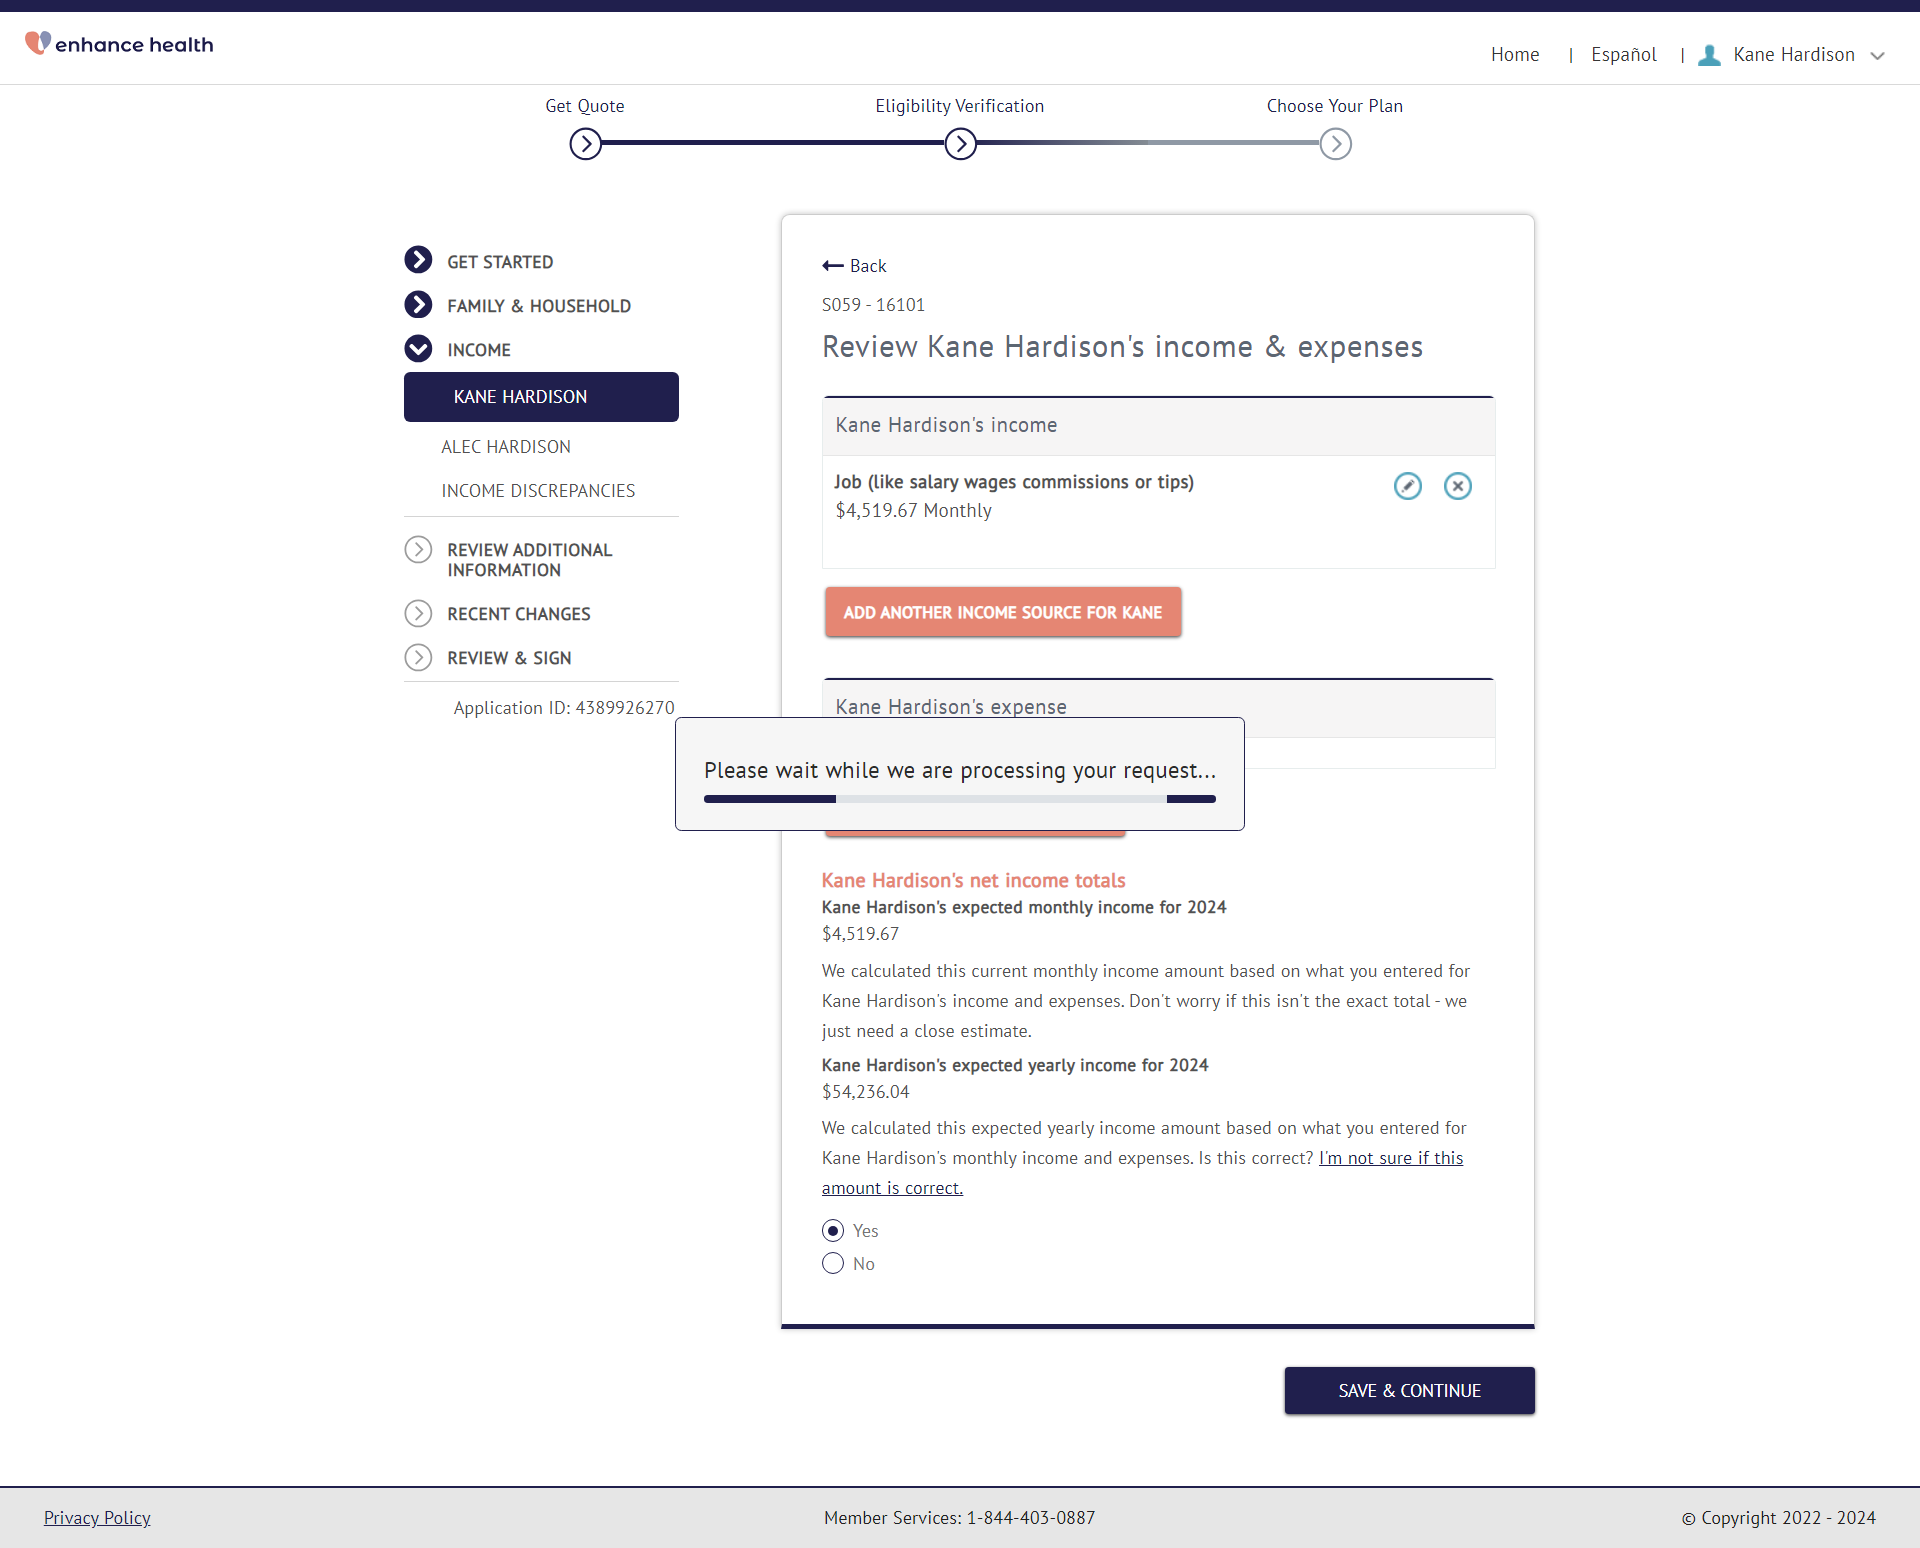 enhance health
Home | Español | Kane Hardison
Get Quote
Eligibility Verification
Choose Your Plan
GET STARTED
FAMILY & HOUSEHOLD
INCOME
KANE HARDISON
ALEC HARDISON
INCOME DISCREPANCIES
REVIEW ADDITIONAL
INFORMATION
RECENT CHANGES
REVIEW & SIGN
Application ID: 4389926270
Back
S059 - 16101
Review Kane Hardison's income & expenses
Kane Hardison's income
Job (like salary wages commissions or tips)
$4,519.67 Monthly
ADD ANOTHER INCOME SOURCE FOR KANE
Kane Hardison's expense
Please wait while we are processing your request...
Kane Hardison's net income totals
Kane Hardison's expected monthly income for 2024
$4,519.67
We calculated this current monthly income amount based on what you entered for
Kane Hardison's income and expenses. Don't worry if this isn't the exact total - we
just need a close estimate.
Kane Hardison's expected yearly income for 2024
$54,236.04
We calculated this expected yearly income amount based on what you entered for
Kane Hardison's monthly income and expenses. Is this correct? I'm not sure if this
amount is correct.
Yes
No
SAVE & CONTINUE
Privacy Policy
Member Services: 1-844-403-0887
© Copyright 2022 - 2024